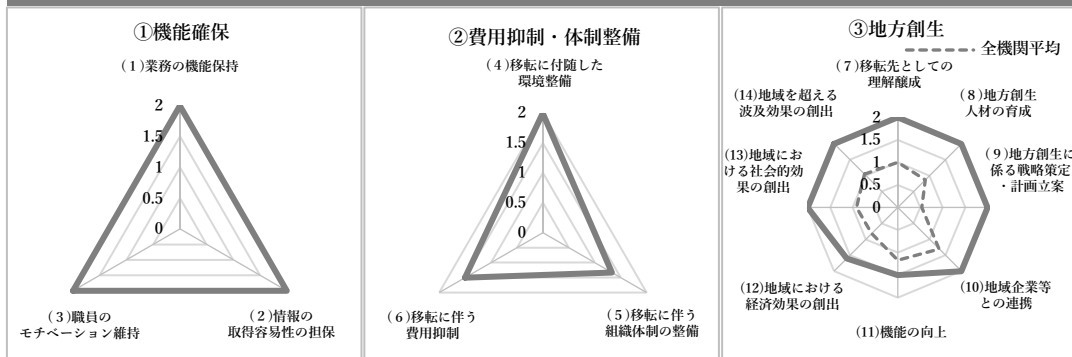 ①機能確保
(1)業務の機能保持
2
1.5
1
0.5
0
(3)職員の
モチベーション維持
(2)情報の
取得容易性の担保
②費用抑制・体制整備
(4)移転に付随した
環境整備
2
1.5
1
0.5
0
(6)移転に伴う
費用抑制
(5)移転に伴う
組織体制の整備
③地方創生
全機関平均
(7)移転先としての
理解醸成
(14)地域を超える
波及効果の創出
(8)地方創生
人材の育成
2
1.5
1
0.5
0
(13)地域にお
ける社会的効
果の創出
(9)地方創生に
係る戦略策定
・計画立案
(12)地域における
経済効果の創出
(10)地域企業等
との連携
(11)機能の向上